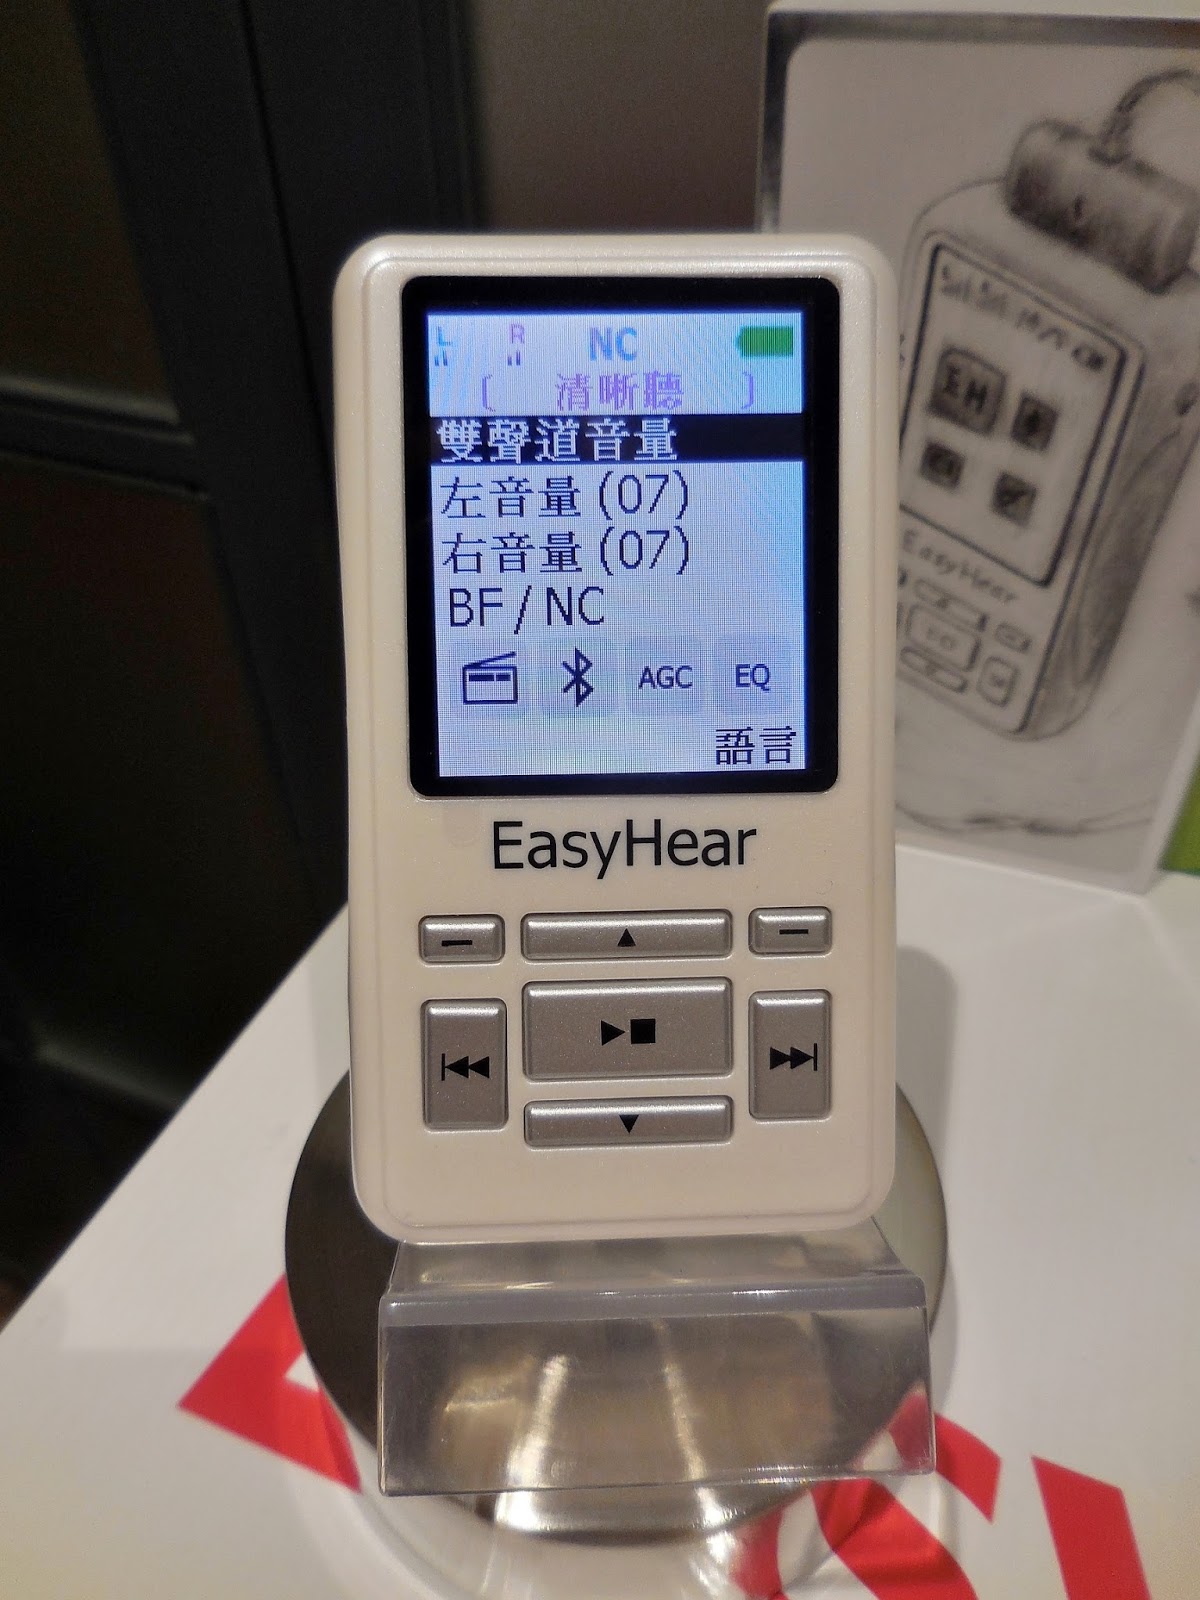 L R NC
〔 清晰聽 〕
雙聲道音量
左音量 (07)
右音量 (07)
BF/NC
AGC EQ
語言
EasyHear
EH
EasyHear